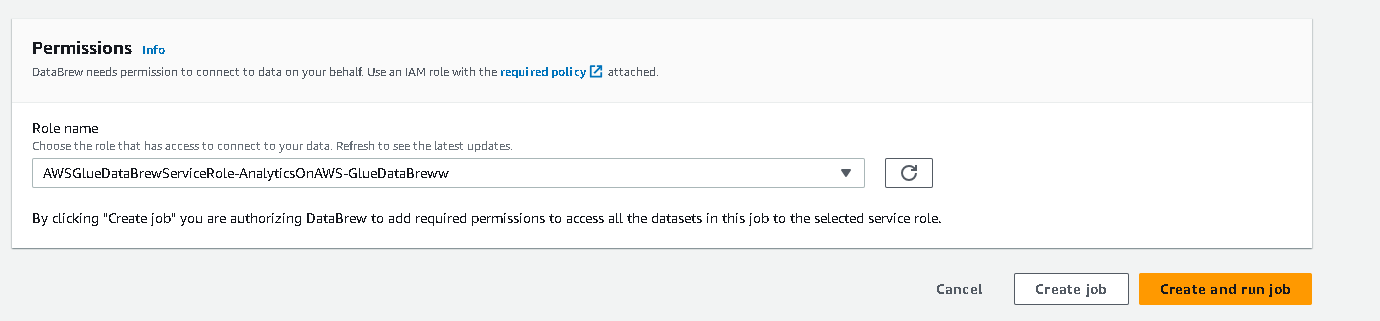 Permissions Info
DataBrew needs permission to connect to data on your behalf. Use an IAM role with the required policy attached.
Role name
Choose the role that has access to connect to your data. Refresh to see the latest updates.
AWSGlueDataBrewServiceRole-AnalyticsOnAWS-GlueDataBreww
By clicking "Create job" you are authorizing DataBrew to add required permissions to access all the datasets in this job to the selected service role.
Cancel Create job Create and run job